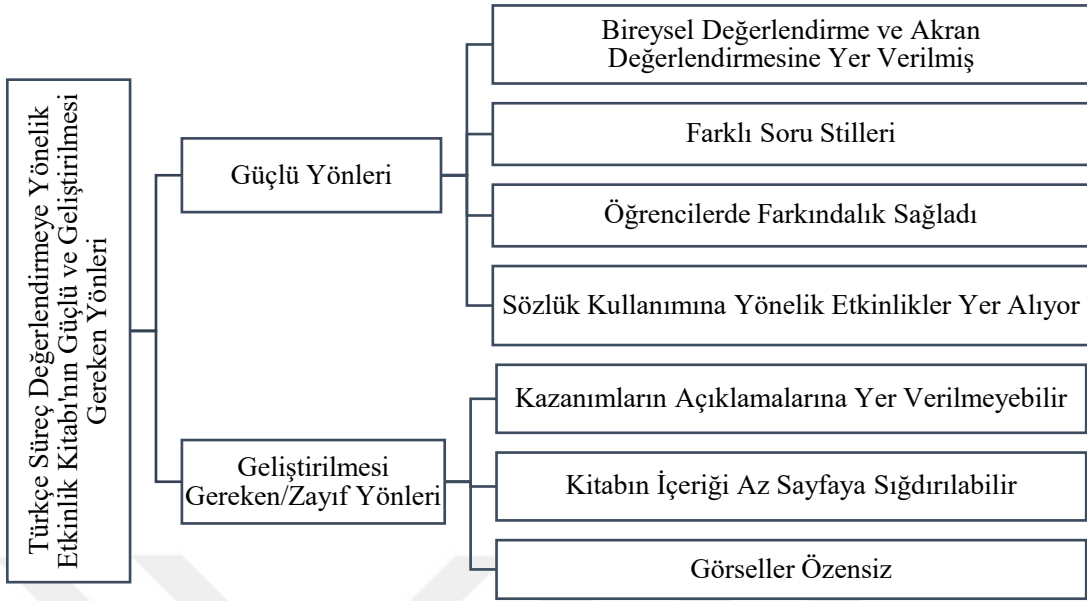 Türkçe Süreç Değerlendirmeye Yönelik
Etkinlik Kitabı'nın Güçlü ve Geliştirilmesi
Gereken Yönleri
Güçlü Yönleri
Bireysel Değerlendirme ve Akran
Değerlendirmesine Yer Verilmiş
Farklı Soru Stilleri
Öğrencilerde Farkındalık Sağladı
Sözlük Kullanımına Yönelik Etkinlikler Yer Alıyor
Geliştirilmesi
Gereken/Zayıf Yönleri
Kazanımların Açıklamalarına Yer Verilmeyebilir
Kitabın İçeriği Az Sayfaya Sığdırılabilir
Görseller Özensiz